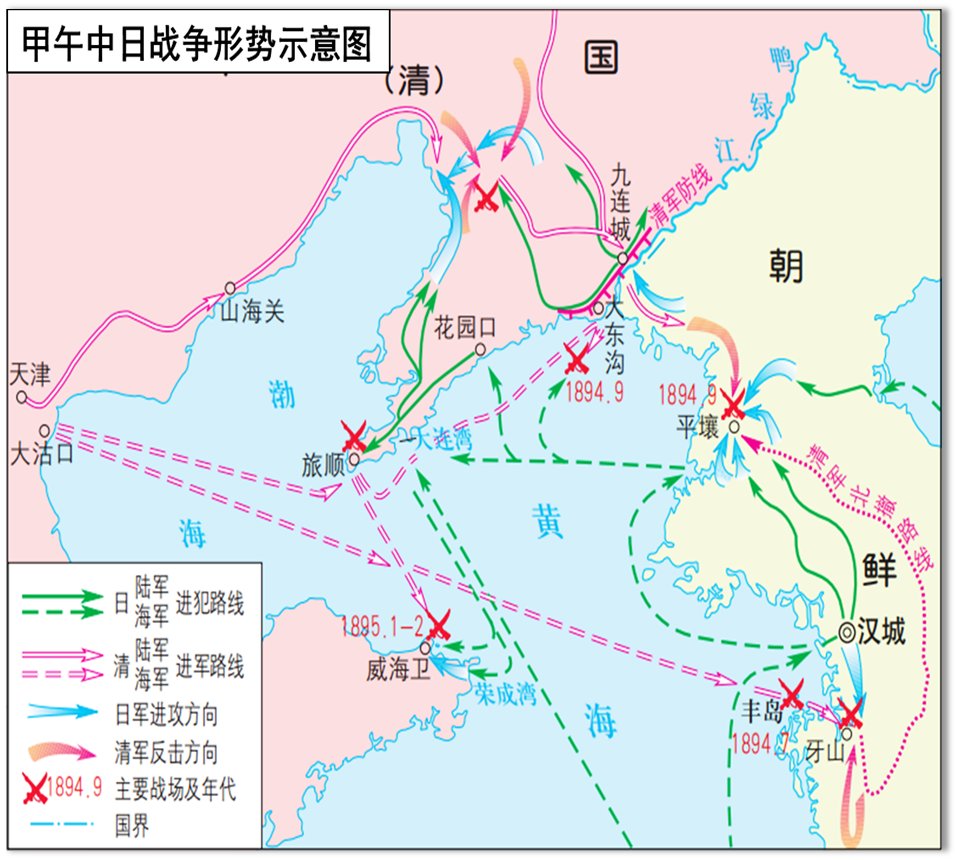 甲午中日战争形势示意图
(清)
国
鸭
绿
江
九连城
清军防线
朝
大东沟
山海关
花园口
天津
渤
1894.9
1894.9
平壤
大沽口
大连湾
旅顺
清军北撤路线
黄
海
鲜
日 陆军 海军 进犯路线
清 陆军 海军 进军路线
日军进攻方向
清军反击方向
1894.9 主要战场及年代
国界
1895.1-2
汉城
威海卫
荣成湾
海
丰岛
1894.7
牙山